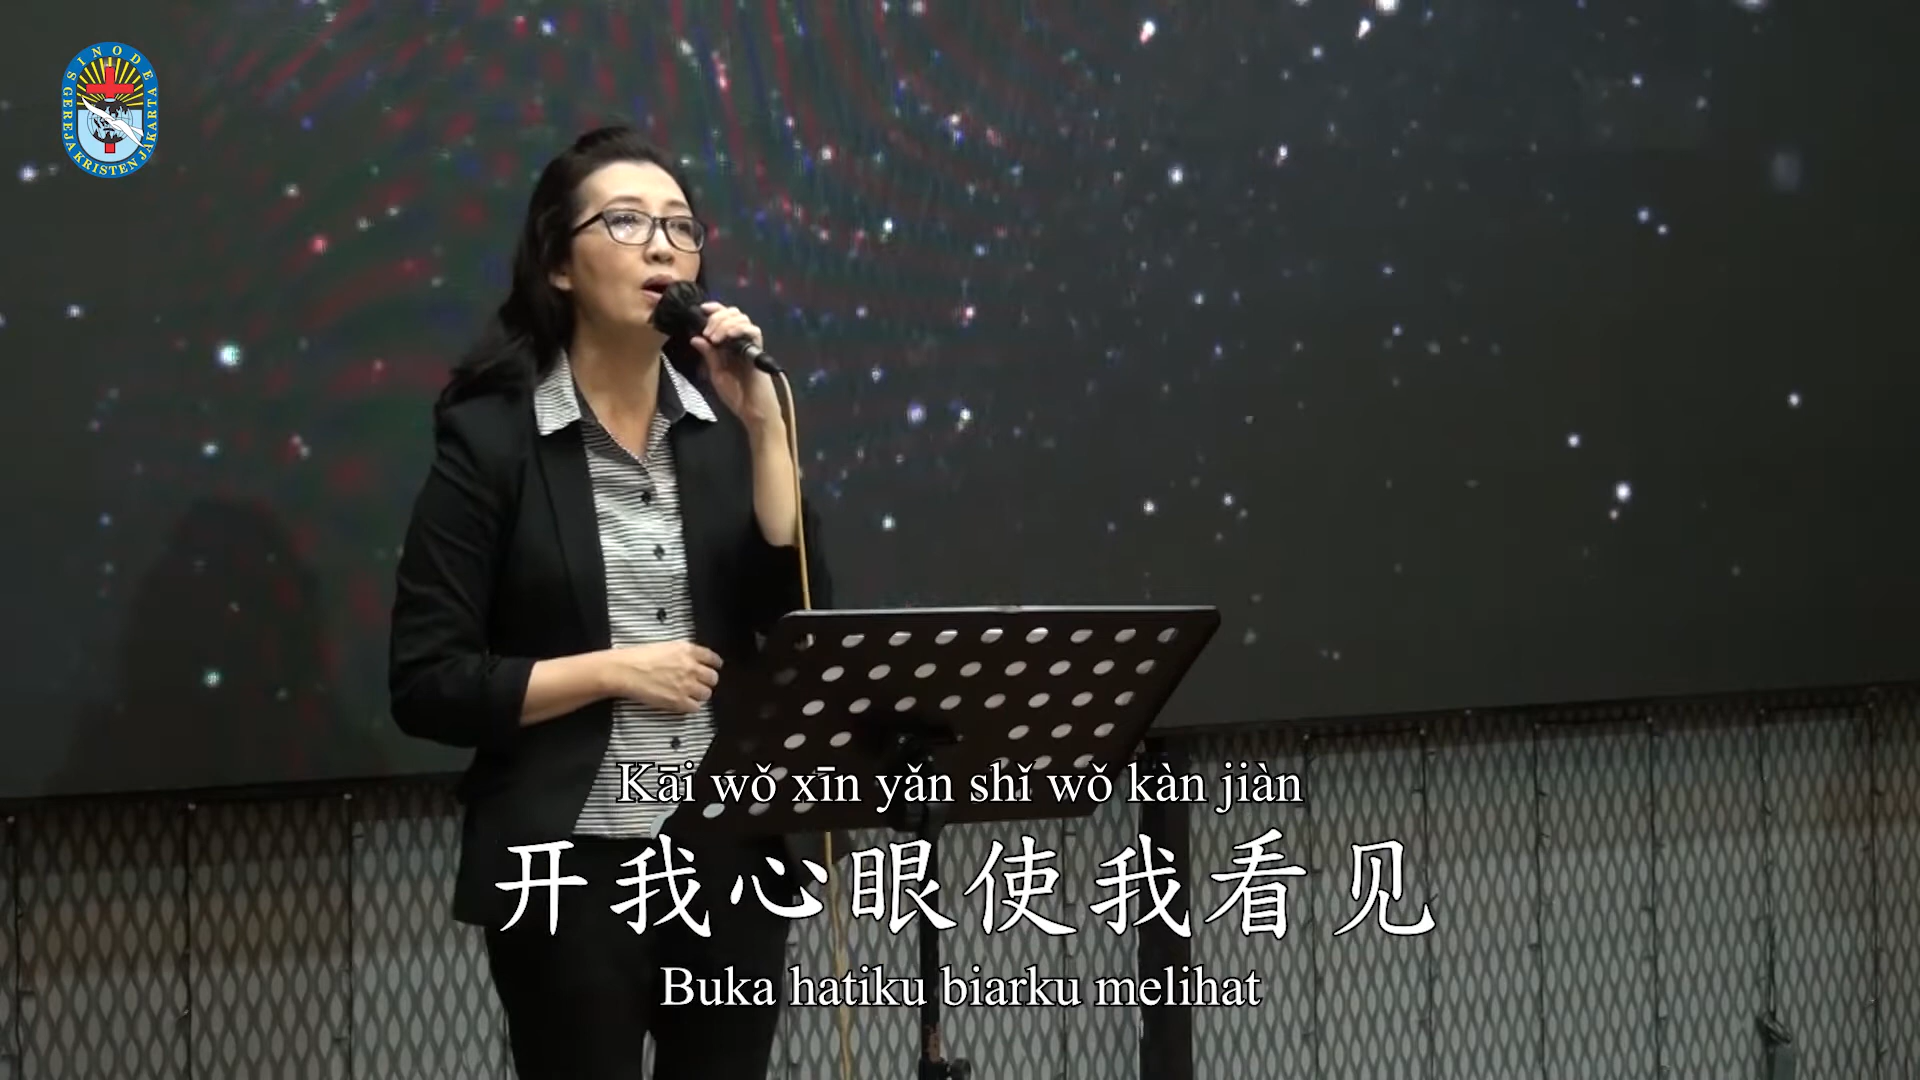 SINODE
GEREJA KRISTEN JAKARTA
Kāi wǒ xīn yǎn shǐ wǒ kàn jiàn
开我心眼使我看见
Buka hatiku biarku melihat